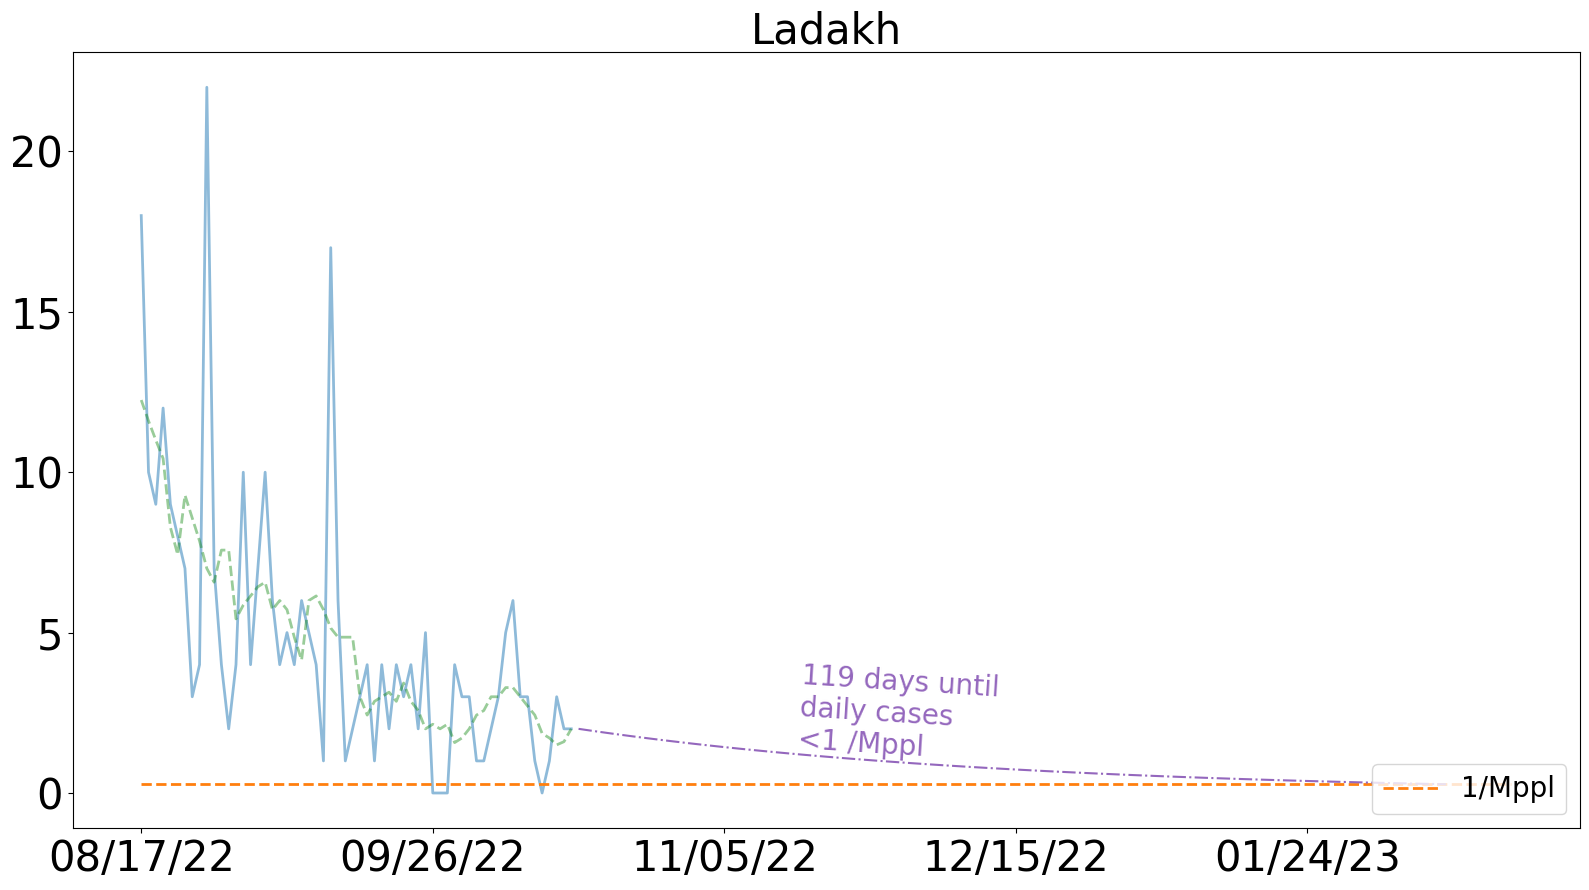 Ladakh
20
15
10
5
0
119 days until
daily cases
<1 /Mppl
1/Mppl
08/17/22
09/26/22
11/05/22
12/15/22
01/24/23